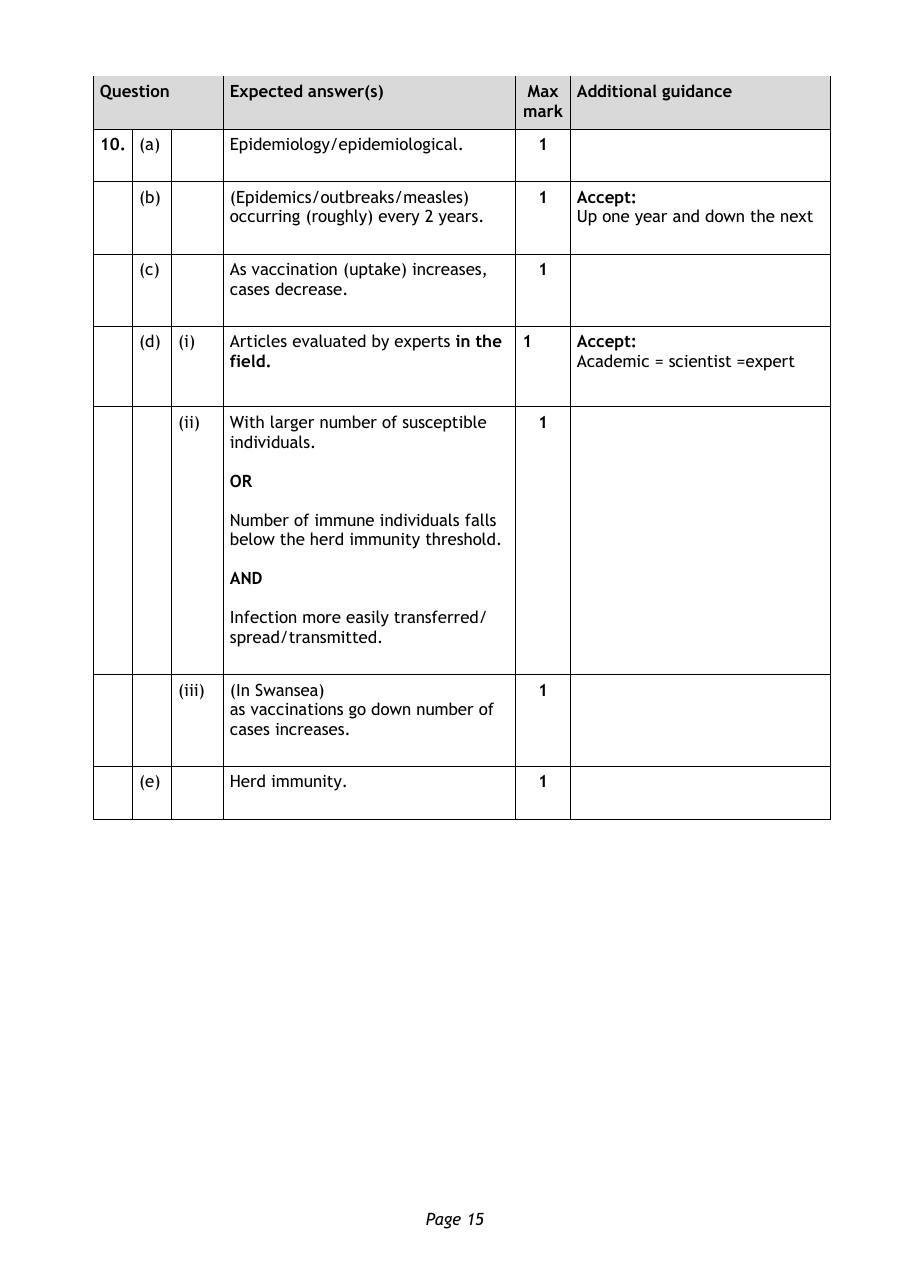 Question Expected answer(s) Max Additional guidance
mark
10. (a) Epidemiology/epidemiological. 1
(b) (Epidemics/outbreaks/measles) 1 Accept:
occurring (roughly) every 2 years. Up one year and down the next
(c) As vaccination (uptake) increases, 1
cases decrease.
(d) (i) Articles evaluated by experts in the 1 Accept:
field. Academic = scientist =expert
(ii) With larger number of susceptible 1
individuals.
OR
Number of immune individuals falls
below the herd immunity threshold.
AND
Infection more easily transferred/
spread/transmitted.
(iii) (In Swansea) 1
as vaccinations go down number of
cases increases.
(e) Herd immunity. 1
Page 15